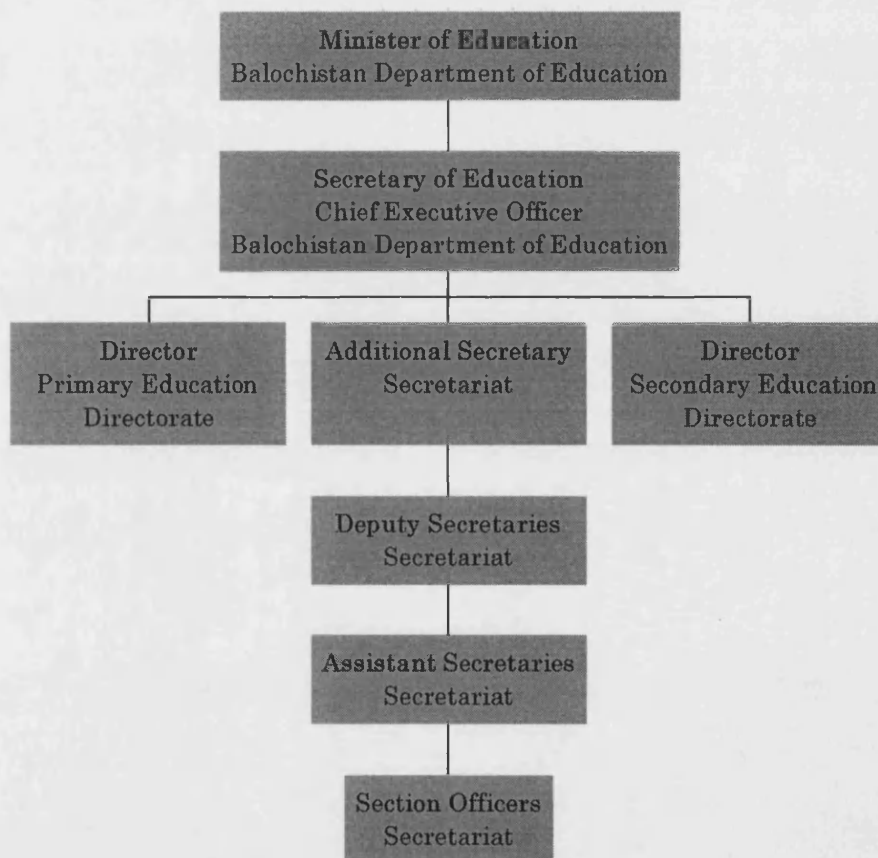 Minister of Education
Balochistan Department of Education
Secretary of Education
Chief Executive Officer
Balochistan Department of Education
Director
Primary Education
Directorate
Additional Secretary
Secretariat
Director
Secondary Education
Directorate
Deputy Secretaries
Secretariat
Assistant Secretaries
Secretariat
Section Officers
Secretariat